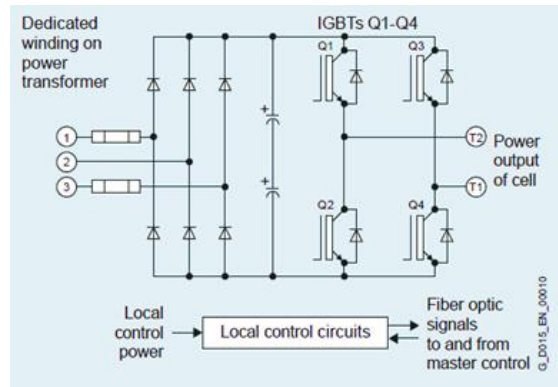 Dedicated
winding on
power
transformer
IGBTs Q1-Q4
Q1
Q3
1
2
3
+
+
T2
T1
Power
output
of cell
Q2
Q4
Local
control
power
Local control circuits
Fiber optic
signals
to and from
master control
G_D015_EN_00010